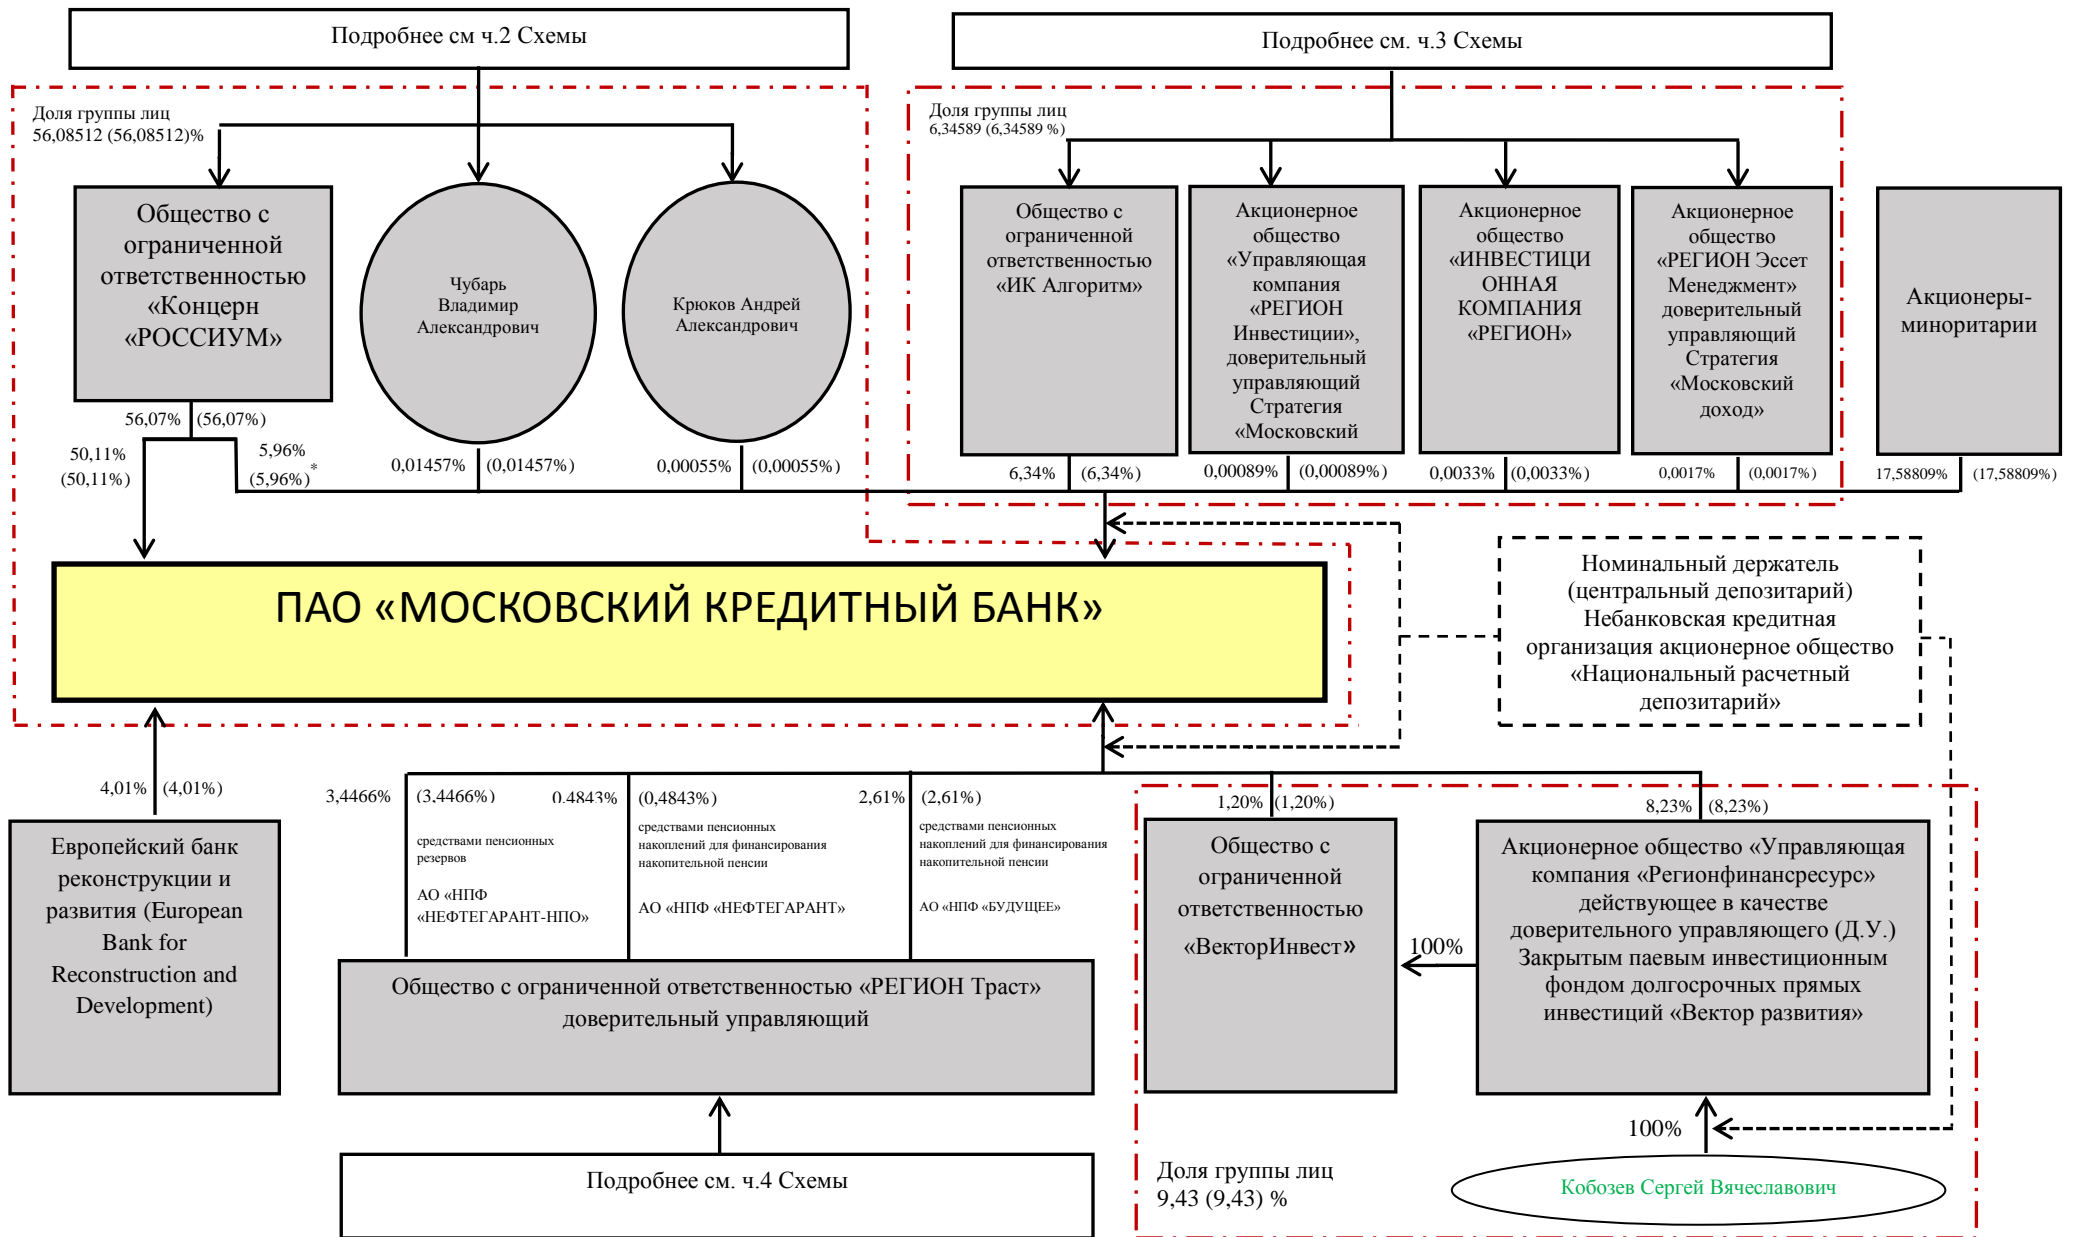 Подробнее см ч.2 Схемы
Подробнее см. ч.3 Схемы
Доля группы лиц
56,08512 (56,08512)%
Доля группы лиц
6,34589 (6,34589 %)
Общество с
ограниченной
ответственностью
«Концерн
«РОССИУМ»
Чубарь
Владимир
Александрович
Крюков Андрей
Александрович
Общество с
ограниченной
ответственностью
«ИК Алгоритм»
Акционерное
общество
«Управляющая
компания
«РЕГИОН
Инвестиции»,
доверительный
управляющий
Стратегия
«Московский
Акционерное
общество
«ИНВЕСТИЦИ
ОННАЯ
КОМПАНИЯ
«РЕГИОН»
Акционерное
общество
«РЕГИОН Эссет
Менеджмент»
доверительный
управляющий
Стратегия
«Московский
доход»
Акционеры-
миноритарии
56,07% (56,07%)
50,11%
(50,11%)
5,96%
(5,96%)*
0,01457% (0,01457%)
0,00055% (0,00055%)
6,34% (6,34%)
0,00089% (0,00089%)
0,0033% (0,0033%)
0,0017% (0,0017%)
17,58809% (17,58809%)
ПАО «МОСКОВСКИЙ КРЕДИТНЫЙ БАНК»
Номинальный держатель
(центральный депозитарий)
Небанковская кредитная
организация акционерное общество
«Национальный расчетный
депозитарий»
4,01% (4,01%)
3,4466% (3,4466%)
0.4843% (0,4843%)
2,61% (2,61%)
1,20% (1,20%)
8,23% (8,23%)
Европейский банк
реконструкции и
развития (European
Bank for
Reconstruction and
Development)
средствами пенсионных
резервов
АО «НПФ
«НЕФТЕГАРАНТ-НПО»
средствами пенсионных
накоплений для финансирования
накопительной пенсии
АО «НПФ «НЕФТЕГАРАНТ»
средствами пенсионных
накоплений для финансирования
накопительной пенсии
АО «НПФ «БУДУЩЕЕ»
Общество с ограниченной ответственностью «РЕГИОН Траст»
доверительный управляющий
Общество с
ограниченной
ответственностью
«ВекторИнвест»
100%
Акционерное общество «Управляющая
компания «Регионфинансресурс»
действующее в качестве
доверительного управляющего (Д.У.)
Закрытым паевым инвестиционным
фондом долгосрочных прямых
инвестиций «Вектор развития»
100%
Подробнее см. ч.4 Схемы
Доля группы лиц
9,43 (9,43) %
Кобозев Сергей Вячеславович